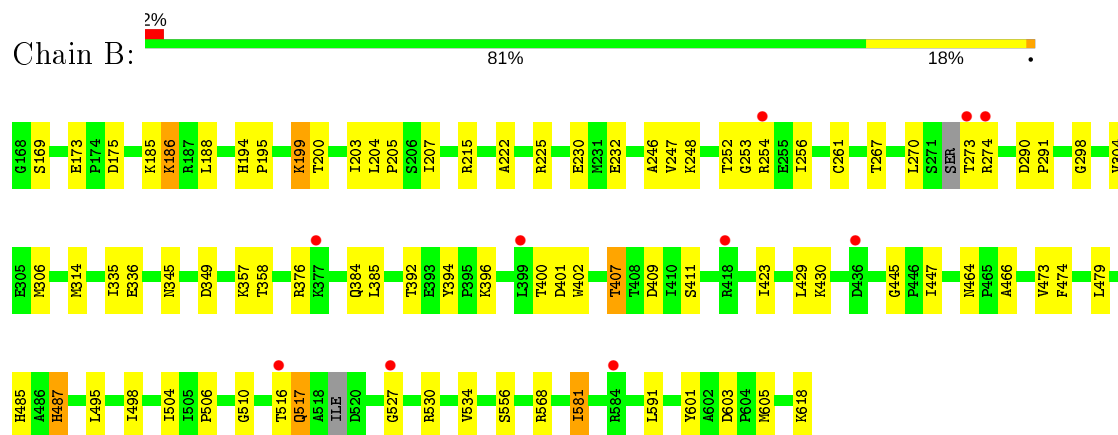 2%
Chain B:
81% 18% •
G168 S169 E173 P174 D175 K185 K186 R187 L188 H194 P195 K199 T200 I203 L204 P205 S206 I207 R215 A222 R225 E230 M231 E232 A246 V247 K248 T252 G253 R254 E255 I256 C261 T267 L270 S271 SER T273 R274 D290 P291 G298 V304
E305 M306 M314 I335 E336 N345 D349 K357 T358 R376 K377 Q384 L385 T392 E393 Y394 P395 K396 L399 T400 D401 W402 T407 T408 D409 I410 S411 R418 I423 L429 K430 D436 G445 P446 I447 N464 P465 A466 V473 F474 L479
H485 A486 H487 L495 I498 I504 I505 P506 G510 T516 Q517 A518 ILE D520 G527 R530 V534 S556 R568 I581 R584 L591 Y601 A602 D603 P604 M605 K618